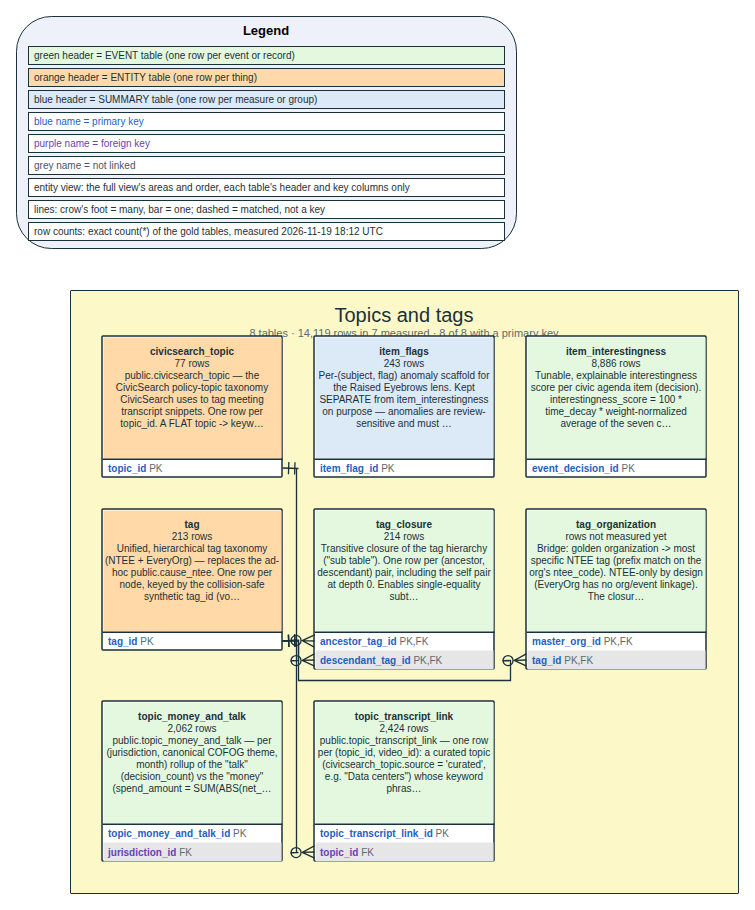 Legend
green header = EVENT table (one row per event or record)
orange header = ENTITY table (one row per thing)
blue header = SUMMARY table (one row per measure or group)
blue name = primary key
purple name = foreign key
grey name = not linked
entity view: the full view's areas and order, each table's header and key columns only
lines: crow's foot = many, bar = one; dashed = matched, not a key
row counts: exact count(*) of the gold tables, measured 2026-11-19 18:12 UTC
Topics and tags
8 tables · 14,119 rows in 7 measured · 8 of 8 with a primary key
civicsearch_topic
77 rows
public.civicsearch_topic — the
CivicSearch policy-topic taxonomy
CivicSearch uses to tag meeting
transcript snippets. One row per
topic_id. A FLAT topic -> keyw…
topic_id PK
item_flags
243 rows
Per-(subject, flag) anomaly scaffold for
the Raised Eyebrows lens. Kept
SEPARATE from item_interestingness
on purpose — anomalies are review-
sensitive and must …
item_flag_id PK
item_interestingness
8,886 rows
Tunable, explainable interestingness
score per civic agenda item (decision).
interestingness_score = 100 *
time_decay * weight-normalized
average of the seven c…
event_decision_id PK
tag
213 rows
Unified, hierarchical tag taxonomy
(NTEE + EveryOrg) — replaces the ad-
hoc public.cause_ntee. One row per
node, keyed by the collision-safe
synthetic tag_id (vo…
tag_id PK
tag_closure
214 rows
Transitive closure of the tag hierarchy
("sub table"). One row per (ancestor,
descendant) pair, including the self pair
at depth 0. Enables single-equality
subt…
ancestor_tag_id PK,FK
descendant_tag_id PK,FK
tag_organization
rows not measured yet
Bridge: golden organization -> most
specific NTEE tag (prefix match on the
org's ntee_code). NTEE-only by design
(EveryOrg has no org/event linkage).
The closur…
master_org_id PK,FK
tag_id PK,FK
topic_money_and_talk
2,062 rows
public.topic_money_and_talk — per
(jurisdiction, canonical COFOG theme,
month) rollup of the "talk"
(decision_count) vs the "money"
(spend_amount = SUM(ABS(net_…
topic_money_and_talk_id PK
jurisdiction_id FK
topic_transcript_link
2,424 rows
public.topic_transcript_link — one row
per (topic_id, video_id): a curated topic
(civicsearch_topic.source = 'curated',
e.g. "Data centers") whose keyword
phras…
topic_transcript_link_id PK
topic_id FK